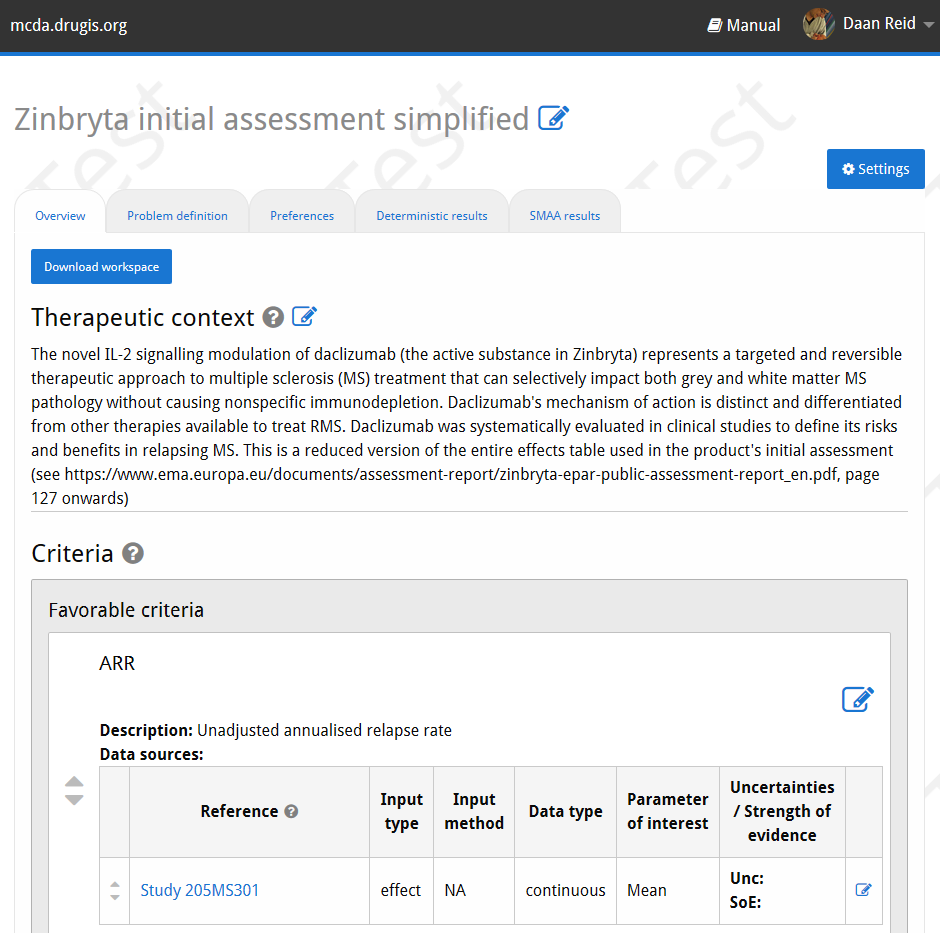 mcda.drugis.org
Manual
Daan Reid
Zinbryta initial assessment simplified
Test Test Test
Settings
Overview
Problem definition
Preferences
Deterministic results
SMAA results
Download workspace
Therapeutic context ?
The novel IL-2 signalling modulation of daclizumab (the active substance in Zinbryta) represents a targeted and reversible
therapeutic approach to multiple sclerosis (MS) treatment that can selectively impact both grey and white matter MS
pathology without causing nonspecific immunodepletion. Daclizumab's mechanism of action is distinct and differentiated
from other therapies available to treat RMS. Daclizumab was systematically evaluated in clinical studies to define its risks
and benefits in relapsing MS. This is a reduced version of the entire effects table used in the product's initial assessment
(see https://www.ema.europa.eu/documents/assessment-report/zinbryta-epar-public-assessment-report_en.pdf, page
127 onwards)
Criteria ?
Favorable criteria
ARR
Description: Unadjusted annualised relapse rate
Data sources:
Reference ?
Input
type
Input
method
Data type
Parameter
of interest
Uncertainties
/ Strength of
evidence
Study 205MS301
effect
NA
continuous
Mean
Unc:
SoE: